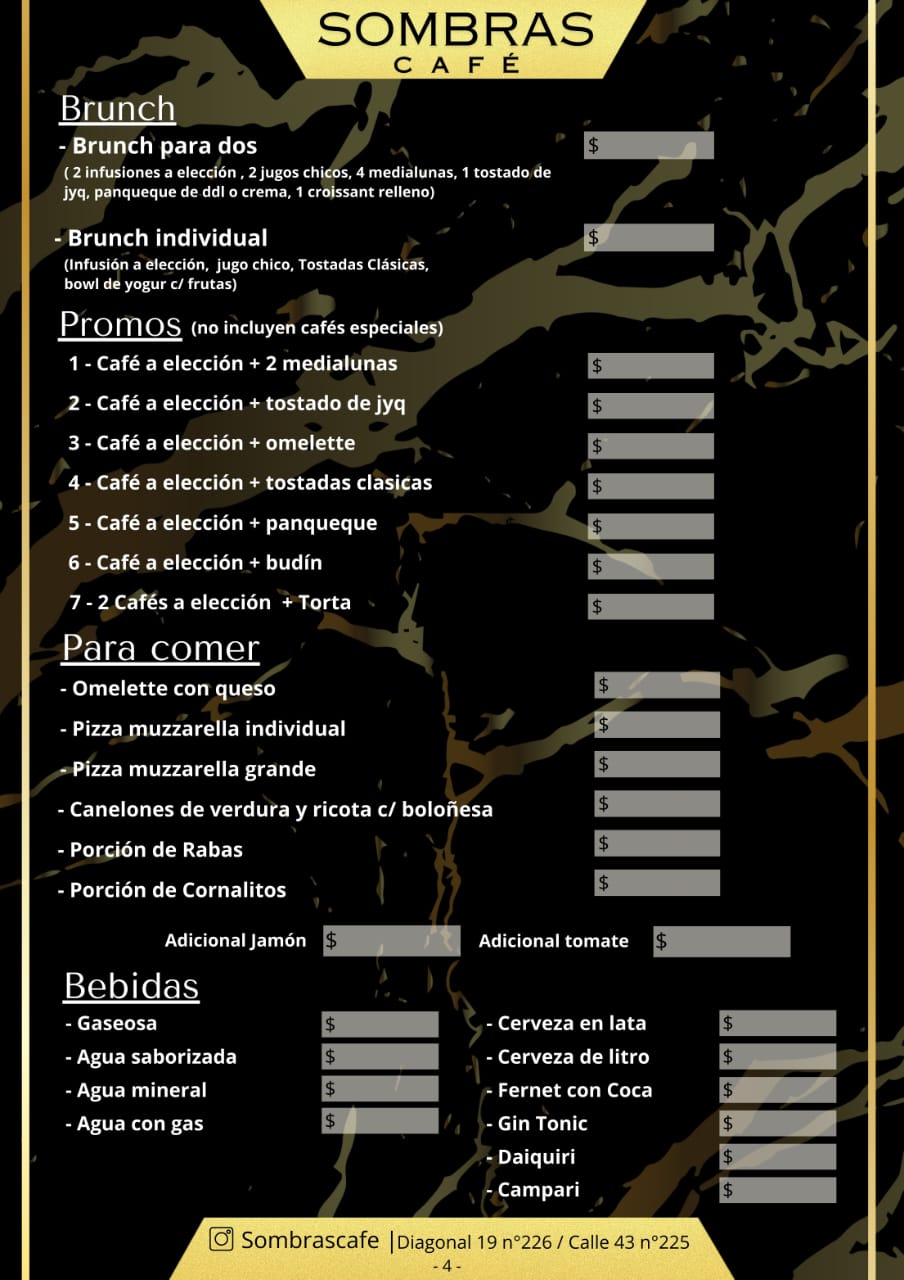 SOMBRAS
CAFÉ
Brunch
- Brunch para dos $
( 2 infusiones a elección , 2 jugos chicos, 4 medialunas, 1 tostado de
jyq, panqueque de ddl o crema, 1 croissant relleno)
- Brunch individual $
(Infusión a elección, jugo chico, Tostadas Clásicas,
bowl de yogur c/ frutas)
Promos (no incluyen cafés especiales)
1 - Café a elección + 2 medialunas $
2 - Café a elección + tostado de jyq $
3 - Café a elección + omelette $
4 - Café a elección + tostadas clasicas $
5 - Café a elección + panqueque $
6 - Café a elección + budín $
7 - 2 Cafés a elección + Torta $
Para comer
- Omelette con queso $
- Pizza muzzarella individual $
- Pizza muzzarella grande $
- Canelones de verdura y ricota c/ boloñesa $
- Porción de Rabas $
- Porción de Cornalitos $
Adicional Jamón $ Adicional tomate $
Bebidas
- Gaseosa $
- Agua saborizada $
- Agua mineral $
- Agua con gas $
- Cerveza en lata $
- Cerveza de litro $
- Fernet con Coca $
- Gin Tonic $
- Daiquiri $
- Campari $
Sombrascafe |Diagonal 19 n°226 / Calle 43 n°225
- 4 -